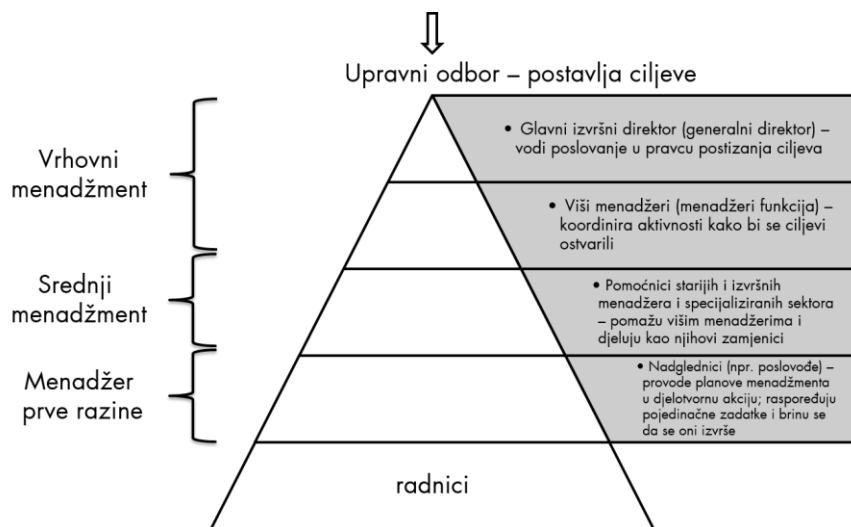 Upravni odbor – postavlja ciljeve
Vrhovni
menadžment
• Glavni izvršni direktor (generalni direktor) –
vodi poslovanje u pravcu postizanja ciljeva
• Viši menadžeri (menadžeri funkcija) –
koordinira aktivnosti kako bi se ciljevi
ostvarili
Srednji
menadžment
• Pomoćnici starijih i izvršnih
menadžera i specijaliziranih sektora
– pomažu višim menadžerima i
djeluju kao njihovi zamjenici
Menadžer
prve razine
• Nadglednici (npr. poslovođe) –
provode planove menadžmenta
u djelotvornu akciju; raspoređuju
pojedinačne zadatke i brinu se
da se oni izvrše
radnici